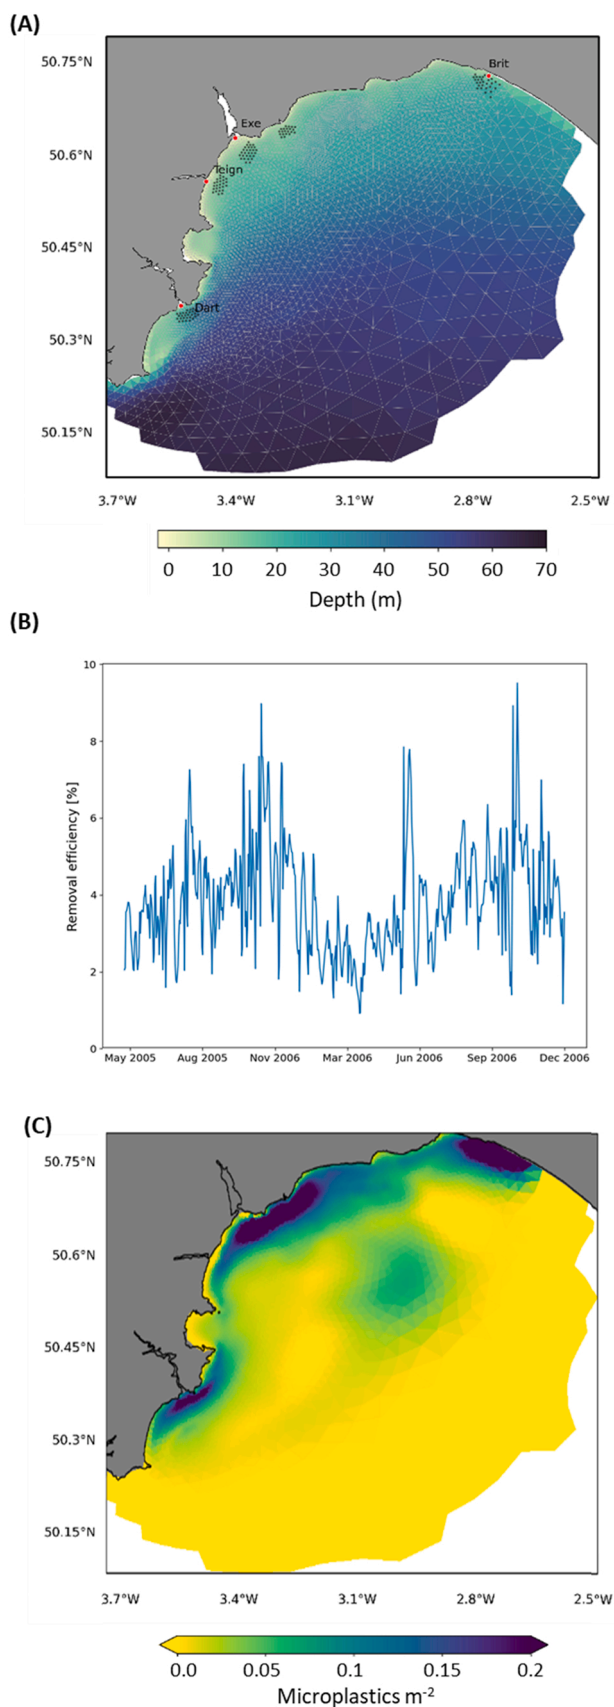 (A)
50.75°N
50.6°N
50.45°N
50.3°N
50.15°N
Brit
Exe
Teign
Dart
3.7°W 3.4°W 3.1°W 2.8°W 2.5°W
0 10 20 30 40 50 60 70
Depth (m)
(B)
Removal efficiency [%]
10
8
6
4
2
0
May 2005 Aug 2005 Nov 2006 Mar 2006 Jun 2006 Sep 2006 Dec 2006
(C)
50.75°N
50.6°N
50.45°N
50.3°N
50.15°N
3.7°W 3.4°W 3.1°W 2.8°W 2.5°W
0.0 0.05 0.1 0.15 0.2
Microplastics m⁻²